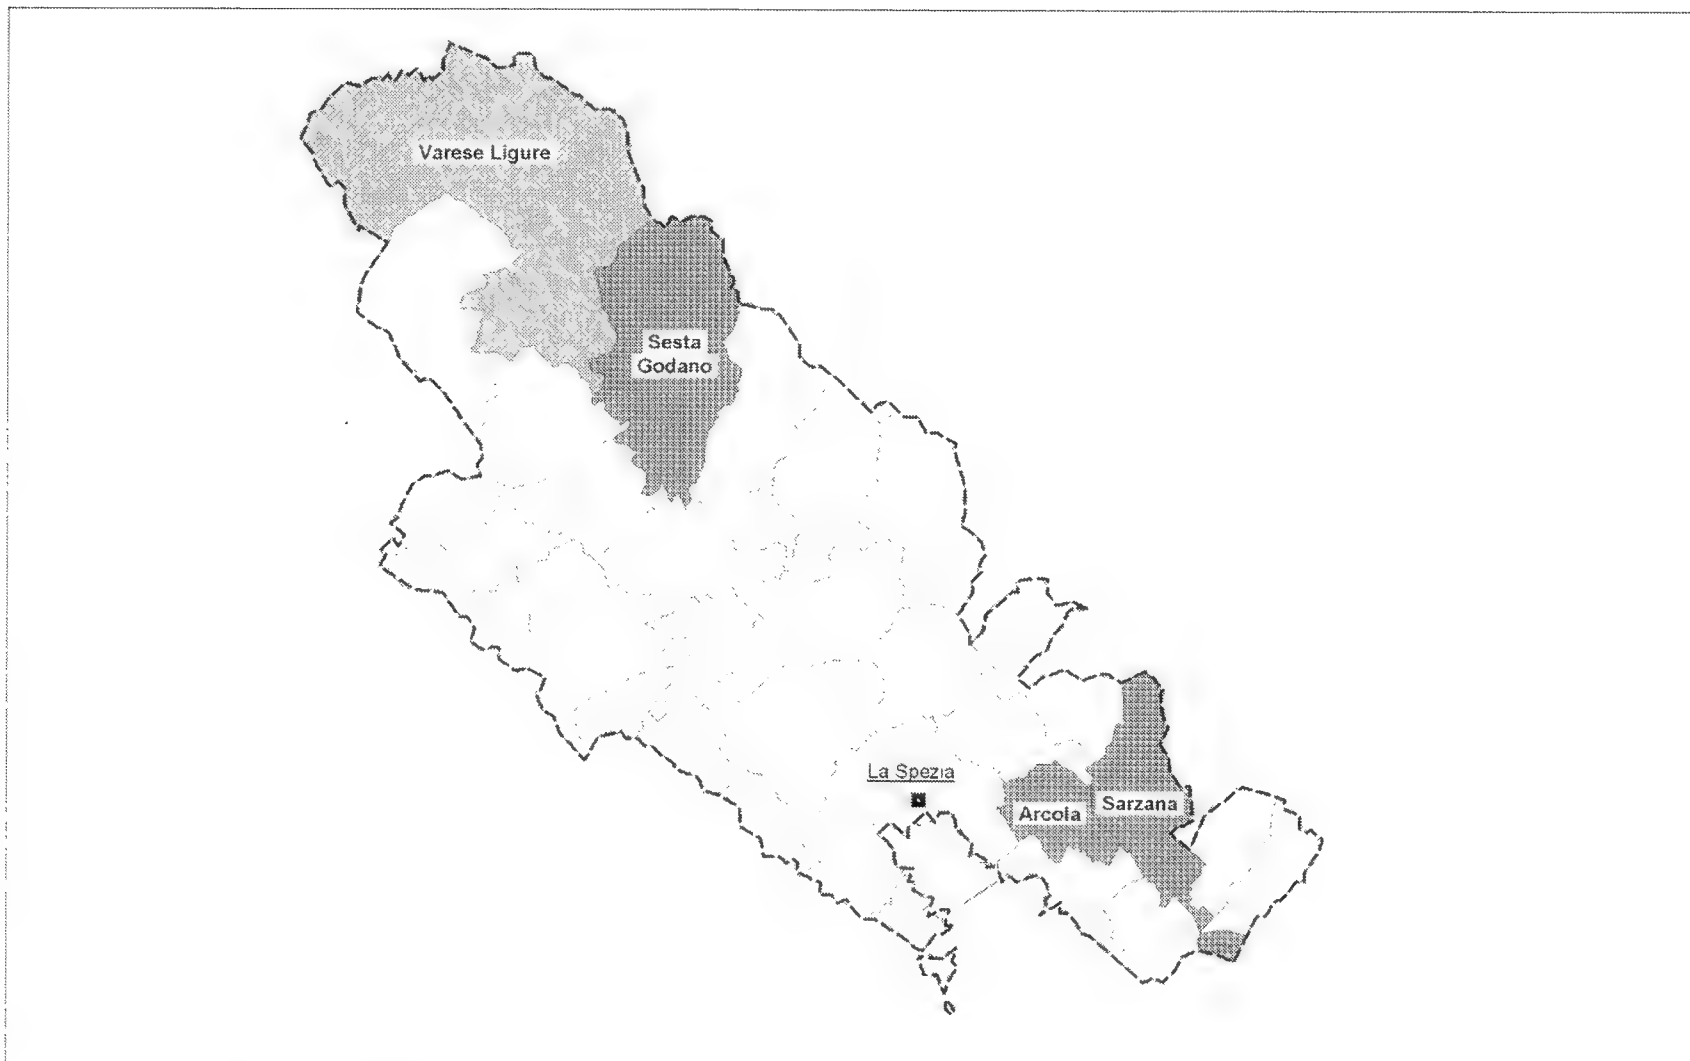 Varese Ligure
Sesta
Godano
La Spezia
Arcola
Sarzana